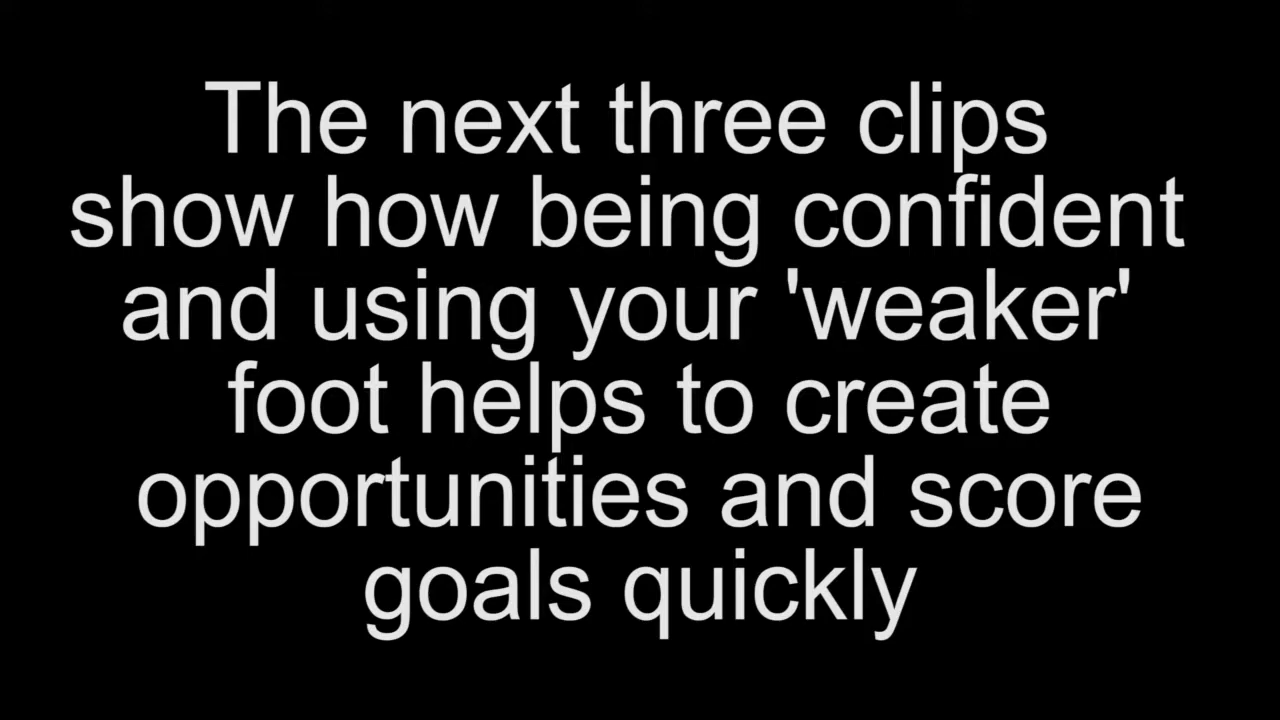 The next three clips
show how being confident
and using your 'weaker'
foot helps to create
opportunities and score
goals quickly